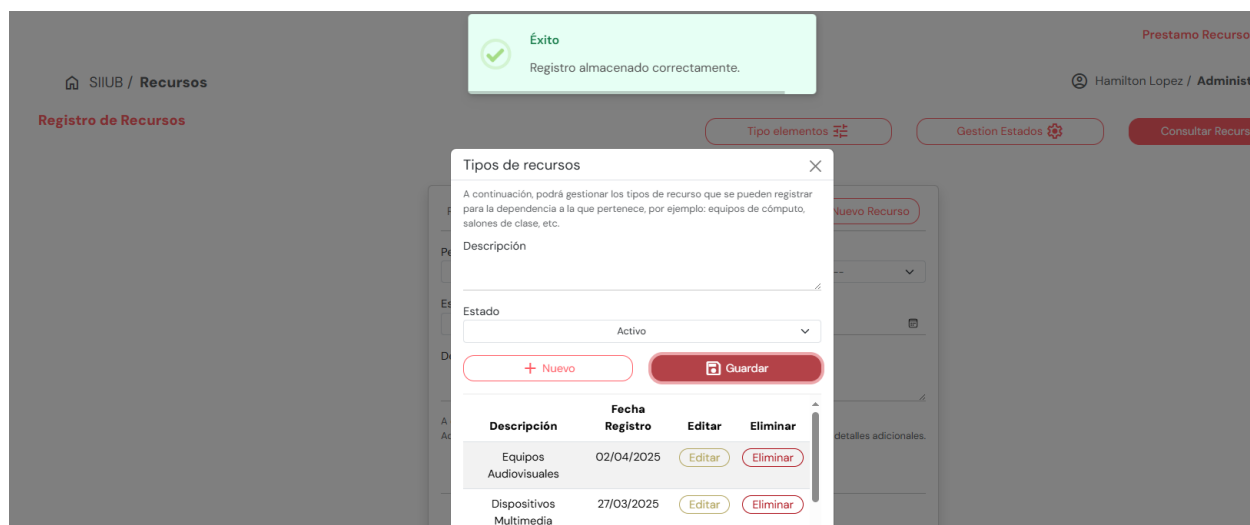 Éxito
Registro almacenado correctamente.
Prestamo Recurso
SIIUB / Recursos
Hamilton Lopez / Administ
Registro de Recursos
Tipo elementos
Gestion Estados
Consultar Recurs
Tipos de recursos
A continuación, podrá gestionar los tipos de recurso que se pueden registrar
para la dependencia a la que pertenece, por ejemplo: equipos de cómputo,
salones de clase, etc.
Nuevo Recurso
Descripción
Pe
--
Estado
Es
Activo
De
+ Nuevo
Guardar
A
Ac
detalles adicionales.
Descripción Fecha Registro Editar Eliminar
Equipos Audiovisuales 02/04/2025 Editar Eliminar
Dispositivos Multimedia 27/03/2025 Editar Eliminar